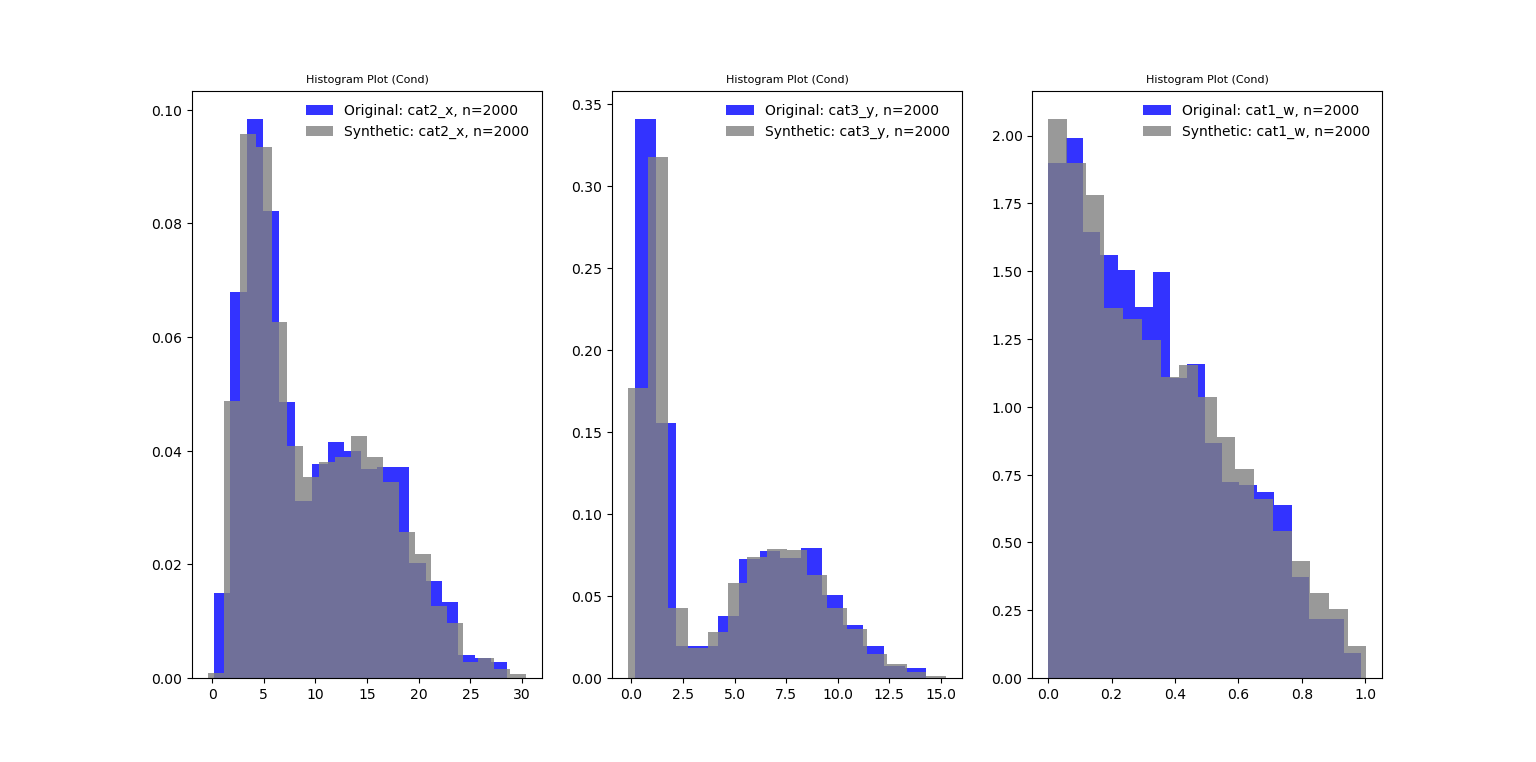 Histogram Plot (Cond)
Original: cat2_x, n=2000
Synthetic: cat2_x, n=2000
0.10
0.08
0.06
0.04
0.02
0.00
0 5 10 15 20 25 30
Histogram Plot (Cond)
Original: cat3_y, n=2000
Synthetic: cat3_y, n=2000
0.35
0.30
0.25
0.20
0.15
0.10
0.05
0.00
0.0 2.5 5.0 7.5 10.0 12.5 15.0
Histogram Plot (Cond)
Original: cat1_w, n=2000
Synthetic: cat1_w, n=2000
2.00
1.75
1.50
1.25
1.00
0.75
0.50
0.25
0.00
0.0 0.2 0.4 0.6 0.8 1.0